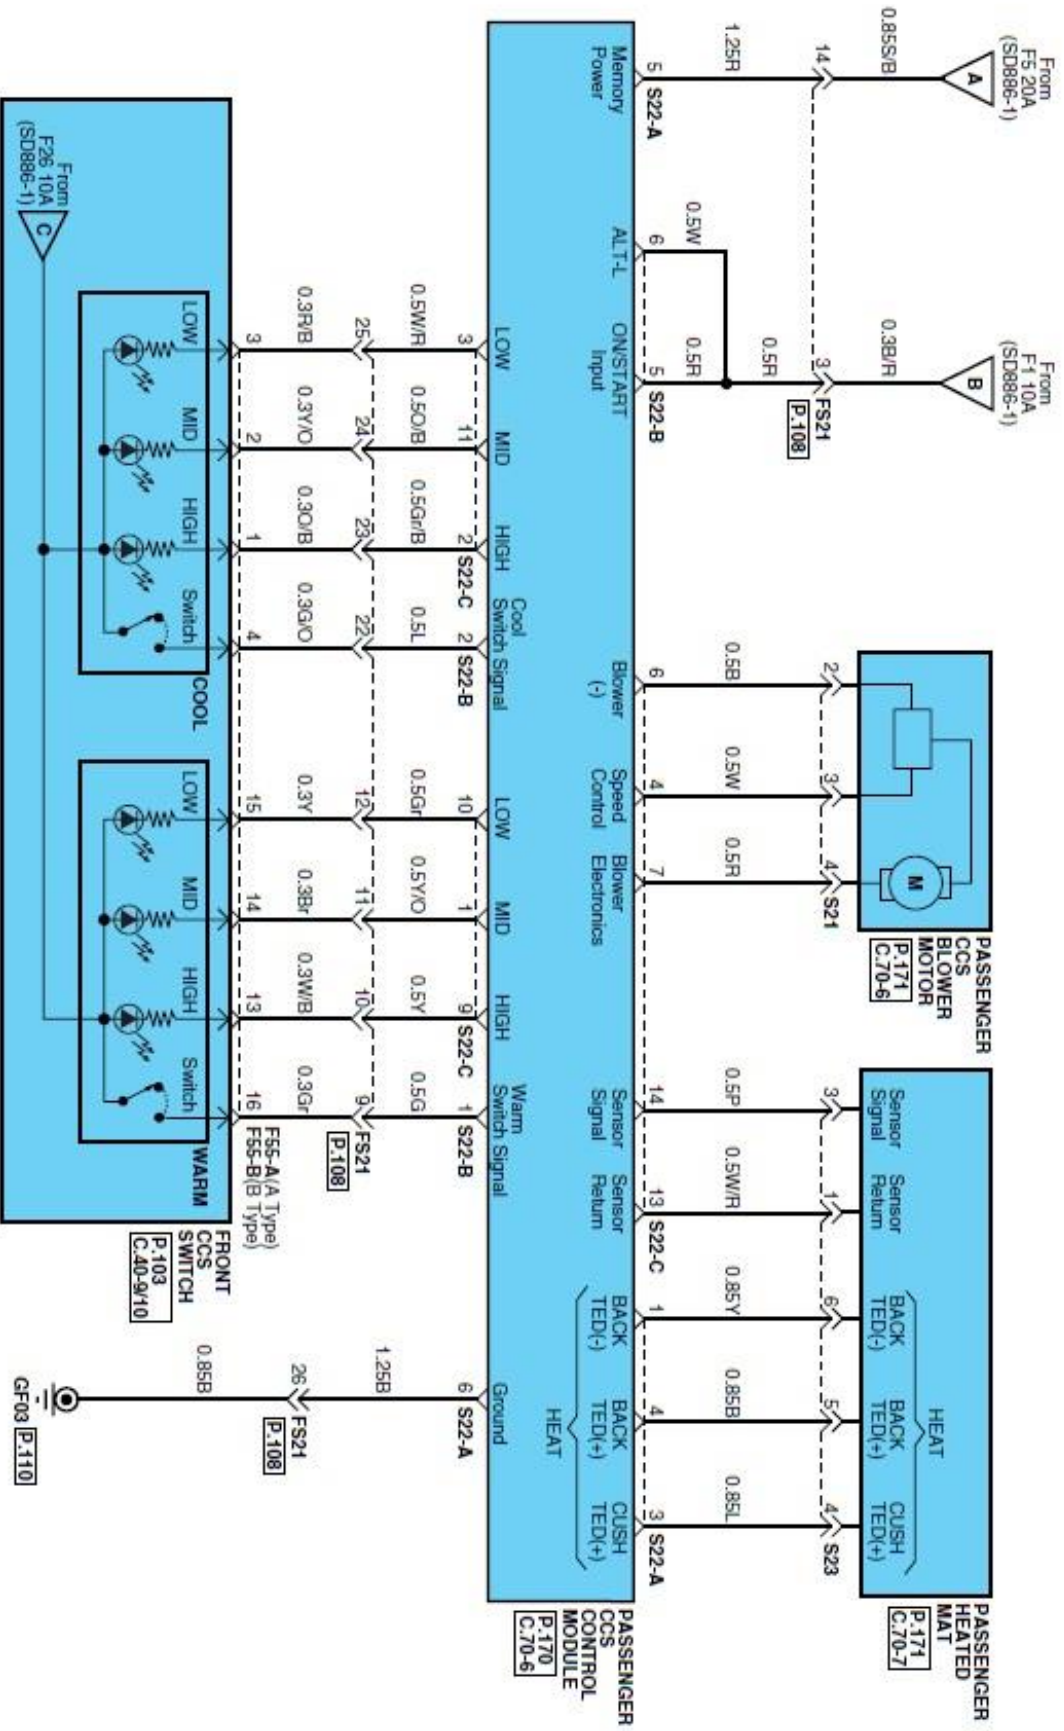 From
F5 20A
(SD886-1)
A
0.85S/B
14
1.25R
5
S22-A
Memory
Power
From
F1 10A
(SD886-1)
B
0.3B/R
3
FS21
P.108
0.5R
0.5W
0.5R
6
5
S22-B
ALT-L
ON/START
Input
PASSENGER
CCS
BLOWER
MOTOR
P.171
C.70-6
M
2
3
4
S21
0.5B
0.5W
0.5R
6
4
7
Blower
(-)
Speed
Control
Blower
Electronics
PASSENGER
HEATED
MAT
P.171
C.70-7
HEAT
Sensor
Signal
Sensor
Return
BACK
TED(-)
BACK
TED(+)
CUSH
TED(+)
3
1
6
5
4
S23
0.5P
0.5W/R
0.85Y
0.85B
0.85L
14
13
S22-C
1
4
3
S22-A
Sensor
Signal
Sensor
Return
BACK
TED(-)
BACK
TED(+)
CUSH
TED(+)
HEAT
PASSENGER
CCS
CONTROL
MODULE
P.170
C.70-6
LOW
MID
HIGH
Cool
Switch Signal
LOW
MID
HIGH
Warm
Switch Signal
Ground
3
11
2
S22-C
2
S22-B
10
1
9
S22-C
1
S22-B
6
S22-A
0.5W/R
0.5O/B
0.5Gr/B
0.5L
0.5Gr
0.5Y/O
0.5Y
0.5G
1.25B
25
24
23
22
12
11
10
9
FS21
P.108
26
FS21
P.108
0.3R/B
0.3Y/O
0.3O/B
0.3G/O
0.3Y
0.3Br
0.3W/B
0.3Gr
0.85B
3
2
1
4
15
14
13
16
F55-A(A Type)
F55-B(B Type)
GF03
P.110
FRONT
CCS
SWITCH
P.103
C.40-9/10
COOL
LOW
MID
HIGH
Switch
WARM
LOW
MID
HIGH
Switch
From
F26 10A
(SD886-1)
C